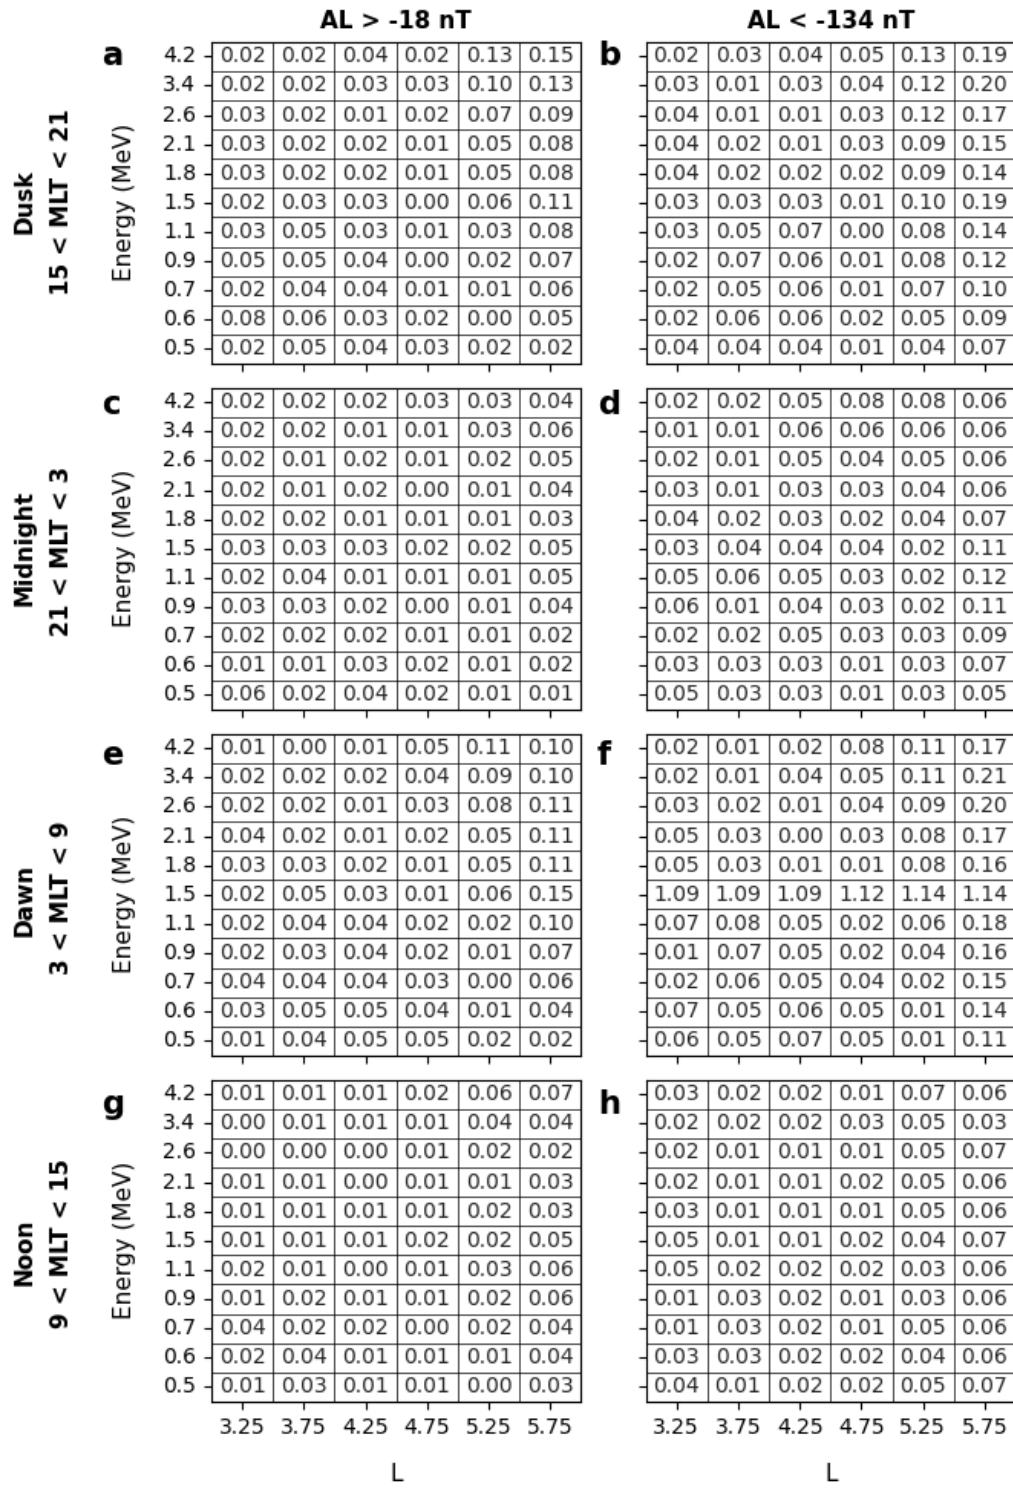 AL > -18 nT AL < -134 nT
a b
Dusk
15 < MLT < 21
Energy (MeV)
4.2 0.02 0.02 0.04 0.02 0.13 0.15 0.02 0.03 0.04 0.05 0.13 0.19
3.4 0.02 0.02 0.03 0.03 0.10 0.13 0.03 0.01 0.03 0.04 0.12 0.20
2.6 0.03 0.02 0.01 0.02 0.07 0.09 0.04 0.01 0.01 0.03 0.12 0.17
2.1 0.03 0.02 0.02 0.01 0.05 0.08 0.04 0.02 0.01 0.03 0.09 0.15
1.8 0.03 0.02 0.02 0.01 0.05 0.08 0.04 0.02 0.02 0.02 0.09 0.14
1.5 0.02 0.03 0.03 0.00 0.06 0.11 0.03 0.03 0.03 0.01 0.10 0.19
1.1 0.03 0.05 0.03 0.01 0.03 0.08 0.03 0.05 0.07 0.00 0.08 0.14
0.9 0.05 0.05 0.04 0.00 0.02 0.07 0.02 0.07 0.06 0.01 0.08 0.12
0.7 0.02 0.04 0.04 0.01 0.01 0.06 0.02 0.05 0.06 0.01 0.07 0.10
0.6 0.08 0.06 0.03 0.02 0.00 0.05 0.02 0.06 0.06 0.02 0.05 0.09
0.5 0.02 0.05 0.04 0.03 0.02 0.02 0.04 0.04 0.04 0.01 0.04 0.07
c d
Midnight
21 < MLT < 3
Energy (MeV)
4.2 0.02 0.02 0.02 0.03 0.03 0.04 0.02 0.02 0.05 0.08 0.08 0.06
3.4 0.02 0.02 0.01 0.01 0.03 0.06 0.01 0.01 0.06 0.06 0.06 0.06
2.6 0.02 0.01 0.02 0.01 0.02 0.05 0.02 0.01 0.05 0.04 0.05 0.06
2.1 0.02 0.01 0.02 0.00 0.01 0.04 0.03 0.01 0.03 0.03 0.04 0.06
1.8 0.02 0.02 0.01 0.01 0.01 0.03 0.04 0.02 0.03 0.02 0.04 0.07
1.5 0.03 0.03 0.03 0.02 0.02 0.05 0.03 0.04 0.04 0.04 0.02 0.11
1.1 0.02 0.04 0.01 0.01 0.01 0.05 0.05 0.06 0.05 0.03 0.02 0.12
0.9 0.03 0.03 0.02 0.00 0.01 0.04 0.06 0.01 0.04 0.03 0.02 0.11
0.7 0.02 0.02 0.02 0.01 0.01 0.02 0.02 0.02 0.05 0.03 0.03 0.09
0.6 0.01 0.01 0.03 0.02 0.01 0.02 0.03 0.03 0.03 0.01 0.03 0.07
0.5 0.06 0.02 0.04 0.02 0.01 0.01 0.05 0.03 0.03 0.01 0.03 0.05
e f
Dawn
3 < MLT < 9
Energy (MeV)
4.2 0.01 0.00 0.01 0.05 0.11 0.10 0.02 0.01 0.02 0.08 0.11 0.17
3.4 0.02 0.02 0.02 0.04 0.09 0.10 0.02 0.01 0.04 0.05 0.11 0.21
2.6 0.02 0.02 0.01 0.03 0.08 0.11 0.03 0.02 0.01 0.04 0.09 0.20
2.1 0.04 0.02 0.01 0.02 0.05 0.11 0.05 0.03 0.00 0.03 0.08 0.17
1.8 0.03 0.03 0.02 0.01 0.05 0.11 0.05 0.03 0.01 0.01 0.08 0.16
1.5 0.02 0.05 0.03 0.01 0.06 0.15 1.09 1.09 1.09 1.12 1.14 1.14
1.1 0.02 0.04 0.04 0.02 0.02 0.10 0.07 0.08 0.05 0.02 0.06 0.18
0.9 0.02 0.03 0.04 0.02 0.01 0.07 0.01 0.07 0.05 0.02 0.04 0.16
0.7 0.04 0.04 0.04 0.03 0.00 0.06 0.02 0.06 0.05 0.04 0.02 0.15
0.6 0.03 0.05 0.05 0.04 0.01 0.04 0.07 0.05 0.06 0.05 0.01 0.14
0.5 0.01 0.04 0.05 0.05 0.02 0.02 0.06 0.05 0.07 0.05 0.01 0.11
g h
Noon
9 < MLT < 15
Energy (MeV)
4.2 0.01 0.01 0.01 0.02 0.06 0.07 0.03 0.02 0.02 0.01 0.07 0.06
3.4 0.00 0.01 0.01 0.01 0.04 0.04 0.02 0.02 0.02 0.03 0.05 0.03
2.6 0.00 0.00 0.00 0.01 0.02 0.02 0.02 0.01 0.01 0.01 0.05 0.07
2.1 0.01 0.01 0.00 0.01 0.01 0.03 0.02 0.01 0.01 0.02 0.05 0.06
1.8 0.01 0.01 0.01 0.01 0.02 0.03 0.03 0.01 0.01 0.01 0.05 0.06
1.5 0.01 0.01 0.01 0.02 0.02 0.05 0.05 0.01 0.01 0.02 0.04 0.07
1.1 0.02 0.01 0.00 0.01 0.03 0.06 0.05 0.02 0.02 0.02 0.03 0.06
0.9 0.01 0.02 0.01 0.01 0.02 0.06 0.01 0.03 0.02 0.01 0.03 0.06
0.7 0.04 0.02 0.02 0.00 0.02 0.04 0.01 0.03 0.02 0.01 0.05 0.06
0.6 0.02 0.04 0.01 0.01 0.01 0.04 0.03 0.03 0.02 0.02 0.04 0.06
0.5 0.01 0.03 0.01 0.01 0.00 0.03 0.04 0.01 0.02 0.02 0.05 0.07
3.25 3.75 4.25 4.75 5.25 5.75 3.25 3.75 4.25 4.75 5.25 5.75
L L